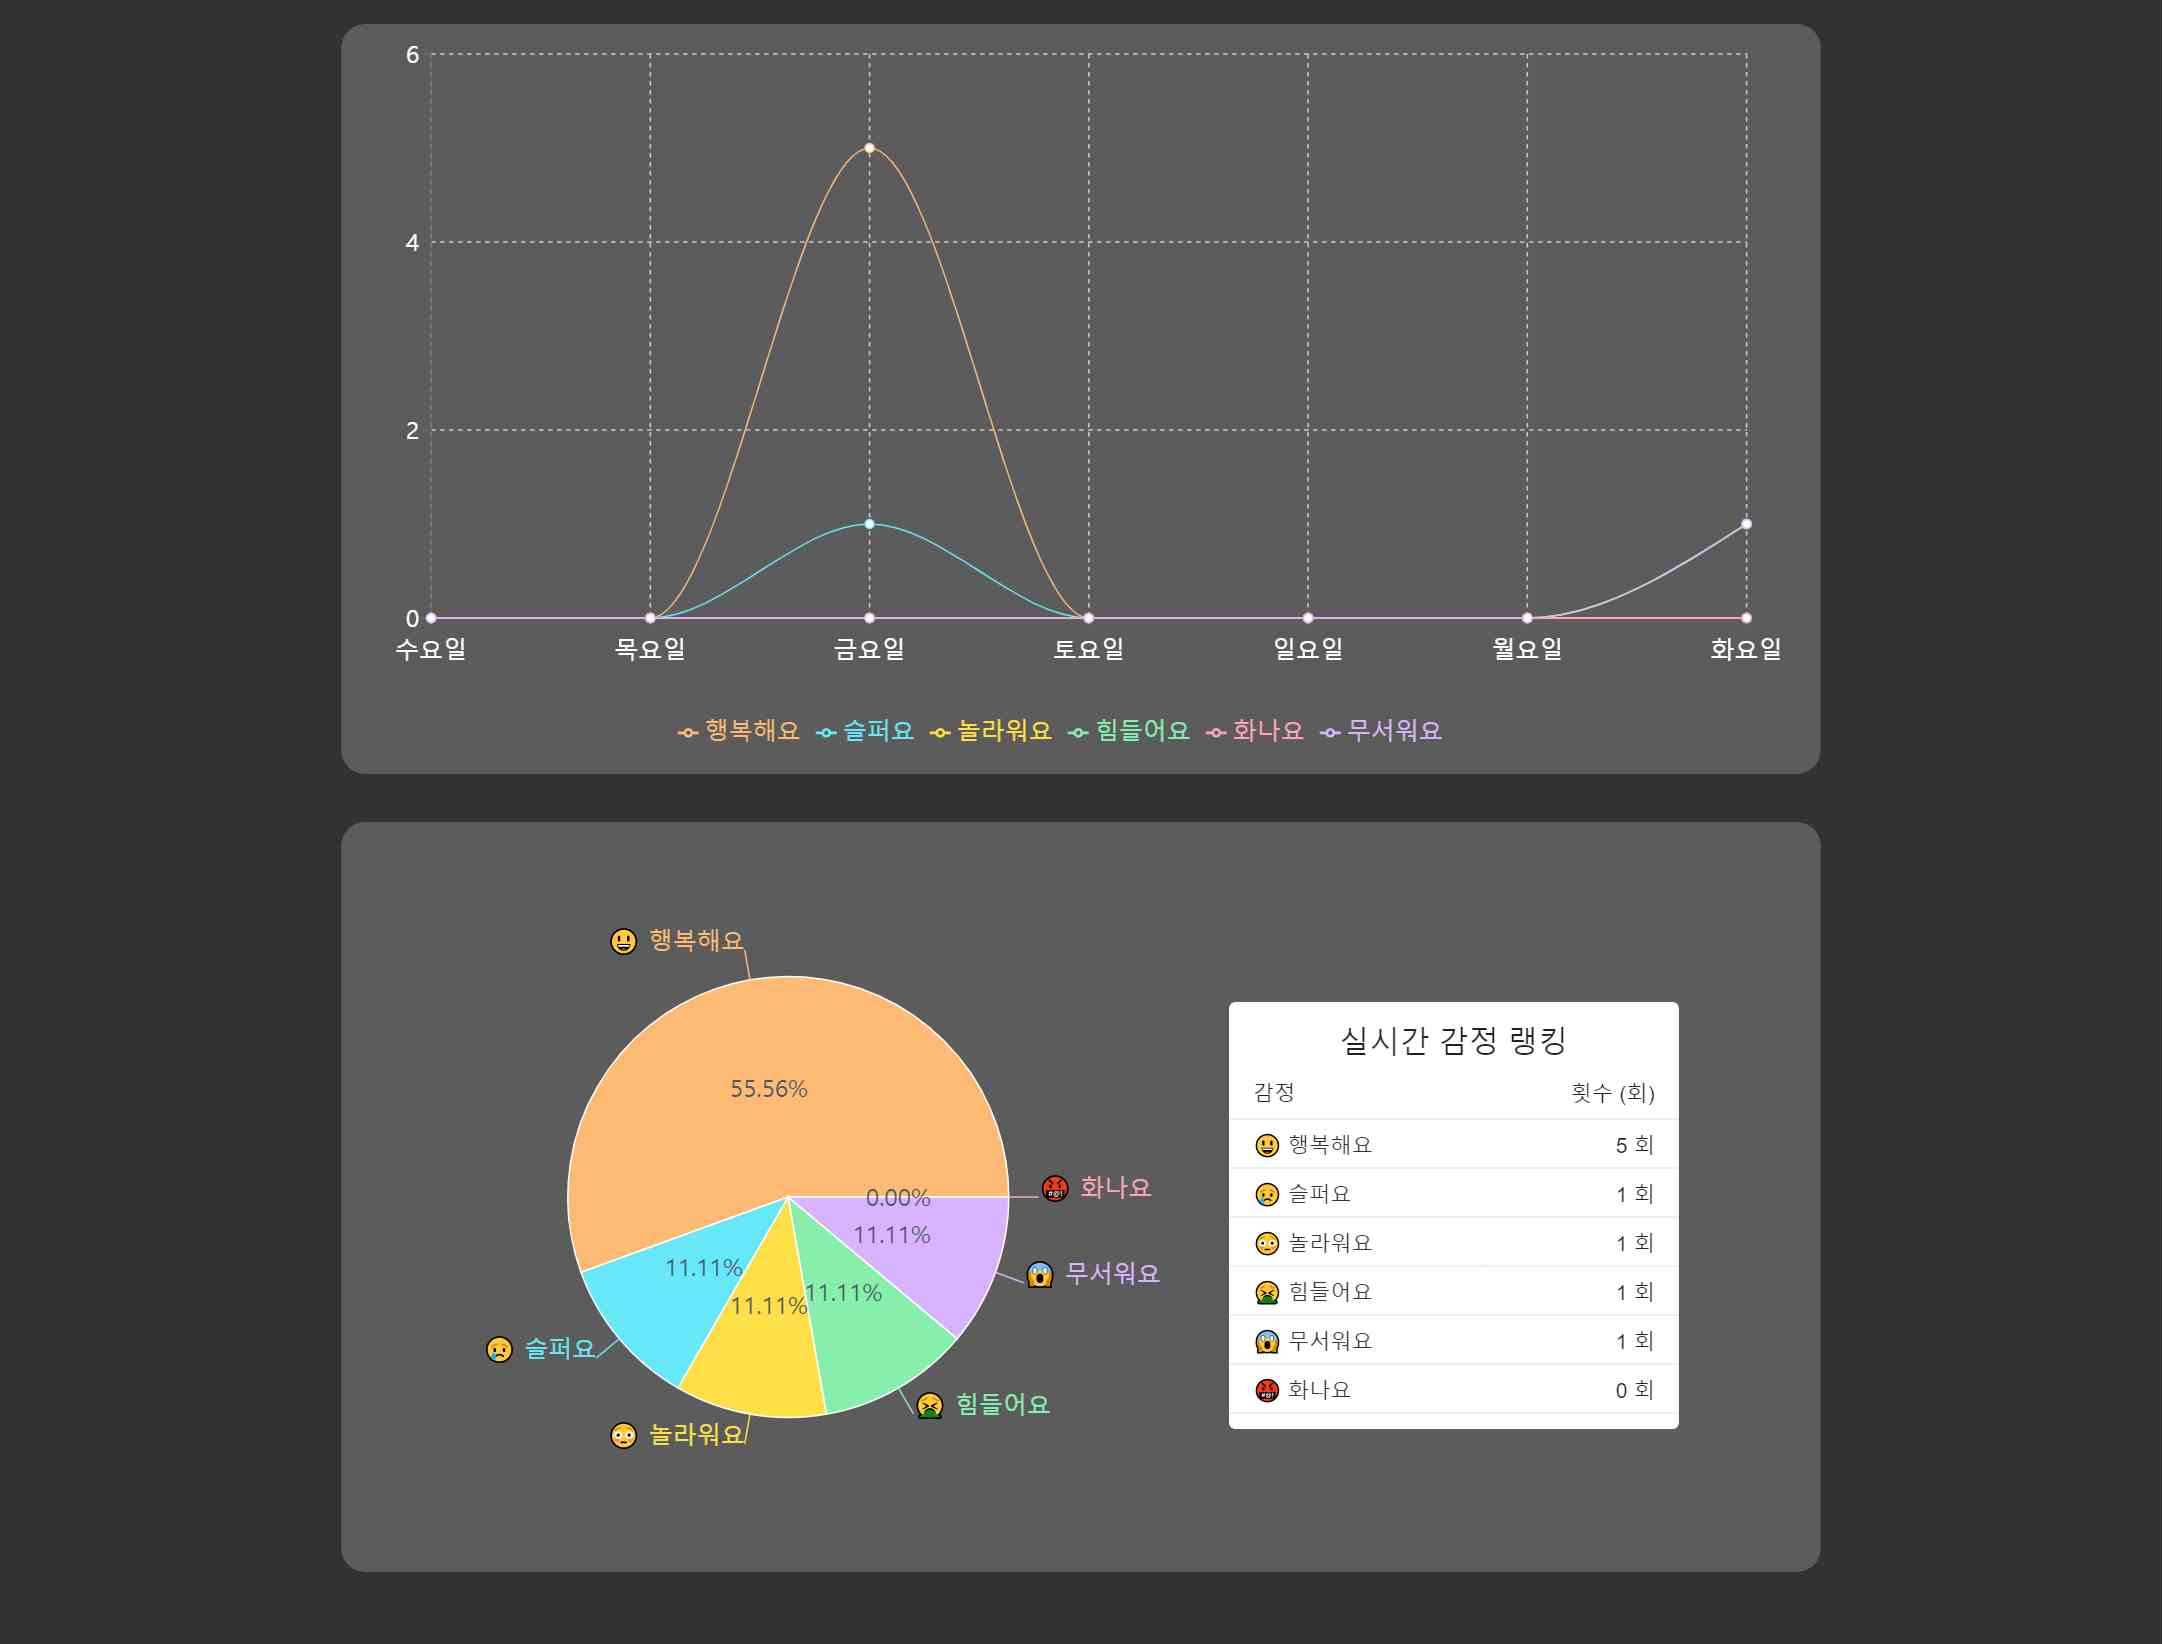 6
4
2
0
수요일 목요일 금요일 토요일 일요일 월요일 화요일
행복해요 슬퍼요 놀라워요 힘들어요 화나요 무서워요
행복해요
55.56%
화나요
0.00%
11.11%
무서워요
11.11%
11.11%
11.11%
슬퍼요
힘들어요
놀라워요
실시간 감정 랭킹
감정 횟수 (회)
행복해요 5 회
슬퍼요 1 회
놀라워요 1 회
힘들어요 1 회
무서워요 1 회
화나요 0 회